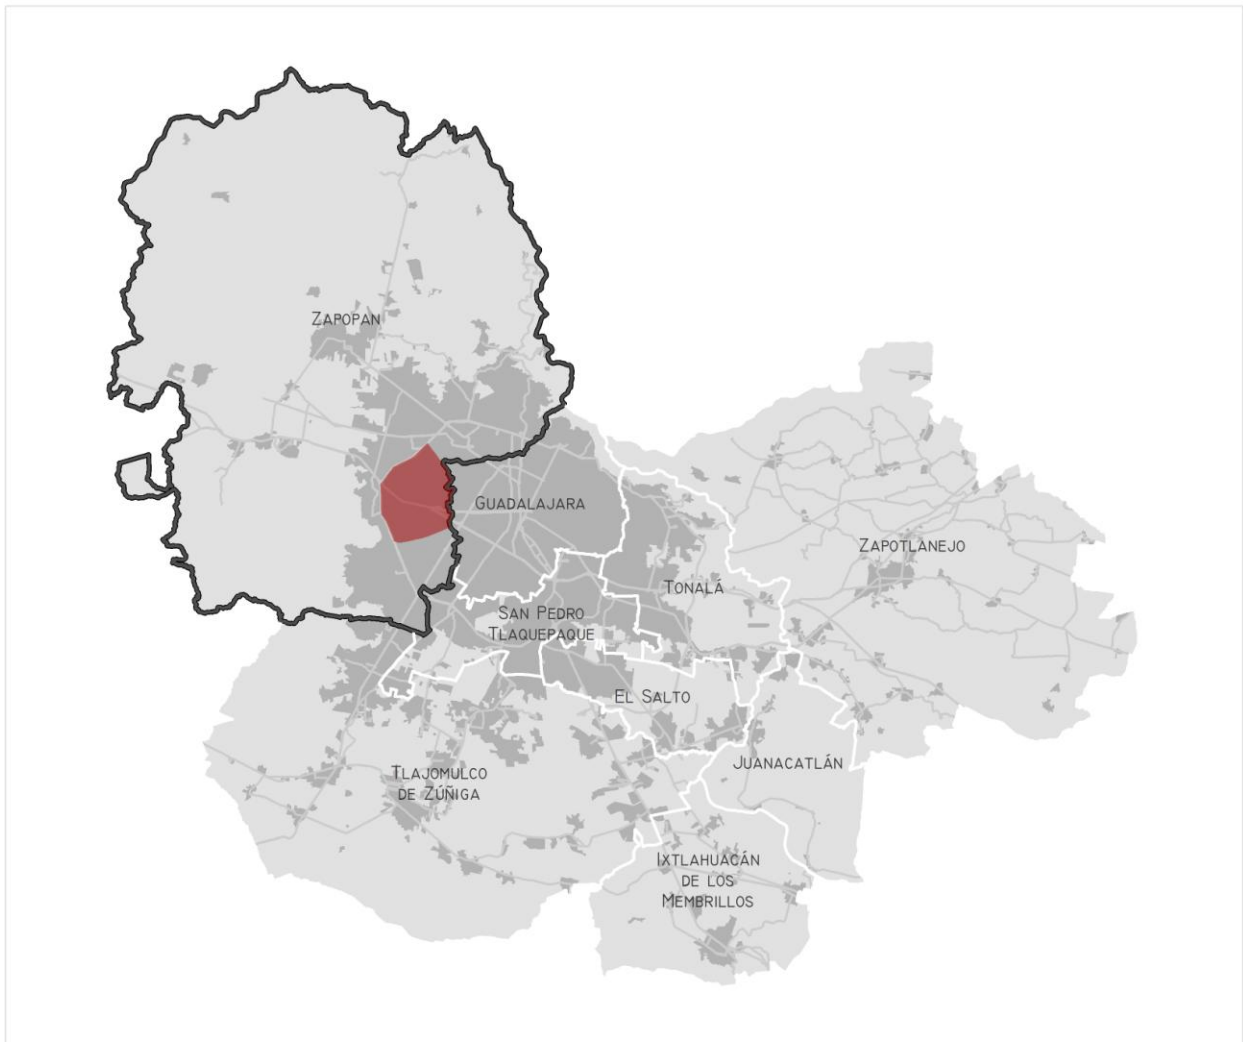 Zapopan
Guadalajara
Zapotlanejo
Tonalá
San Pedro
Tlaquepaque
El Salto
Juanacatlán
Tlajomulco
de Zúñiga
Ixtlahuacán
de los
Membrillos